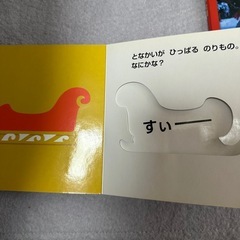 となかいが ひっぱる のりもの。
なにかな？
すいーー